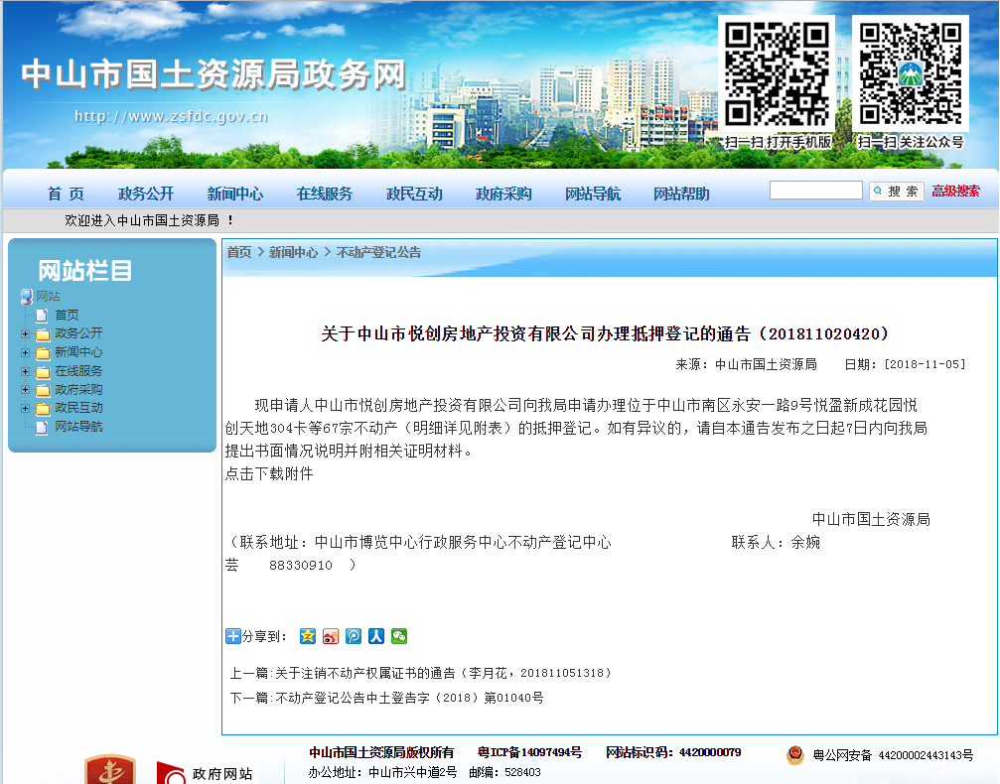 中山市国土资源局政务网
http://www.zsfdc.gov.cn
扫一扫 打开手机版
扫一扫 关注公众号
首 页 政务公开 新闻中心 在线服务 政民互动 政府采购 网站导航 网站帮助 搜 索 高级搜索
欢迎进入中山市国土资源局 ！
网站栏目
网站
首页
政务公开
新闻中心
在线服务
政府采购
政民互动
网站导航
首页 > 新闻中心 > 不动产登记公告
关于中山市悦创房地产投资有限公司办理抵押登记的通告（201811020420）
来源：中山市国土资源局 日期：[2018-11-05]
现申请人中山市悦创房地产投资有限公司向我局申请办理位于中山市南区永安一路9号悦盈新成花园悦
创天地304卡等67宗不动产（明细详见附表）的抵押登记。如有异议的，请自本通告发布之日起7日内向我局
提出书面情况说明并附相关证明材料。
点击下载附件
中山市国土资源局
（联系地址：中山市博览中心行政服务中心不动产登记中心 联系人：余婉
芸 88330910 ）
分享到：
上一篇:关于注销不动产权属证书的通告（李月花，201811051318）
下一篇:不动产登记公告中土登告字（2018）第01040号
中山市国土资源局版权所有 粤ICP备14097494号 网站标识码：4420000079
粤公网安备 44200002443143号
政府网站
办公地址：中山市兴中道2号 邮编：528403